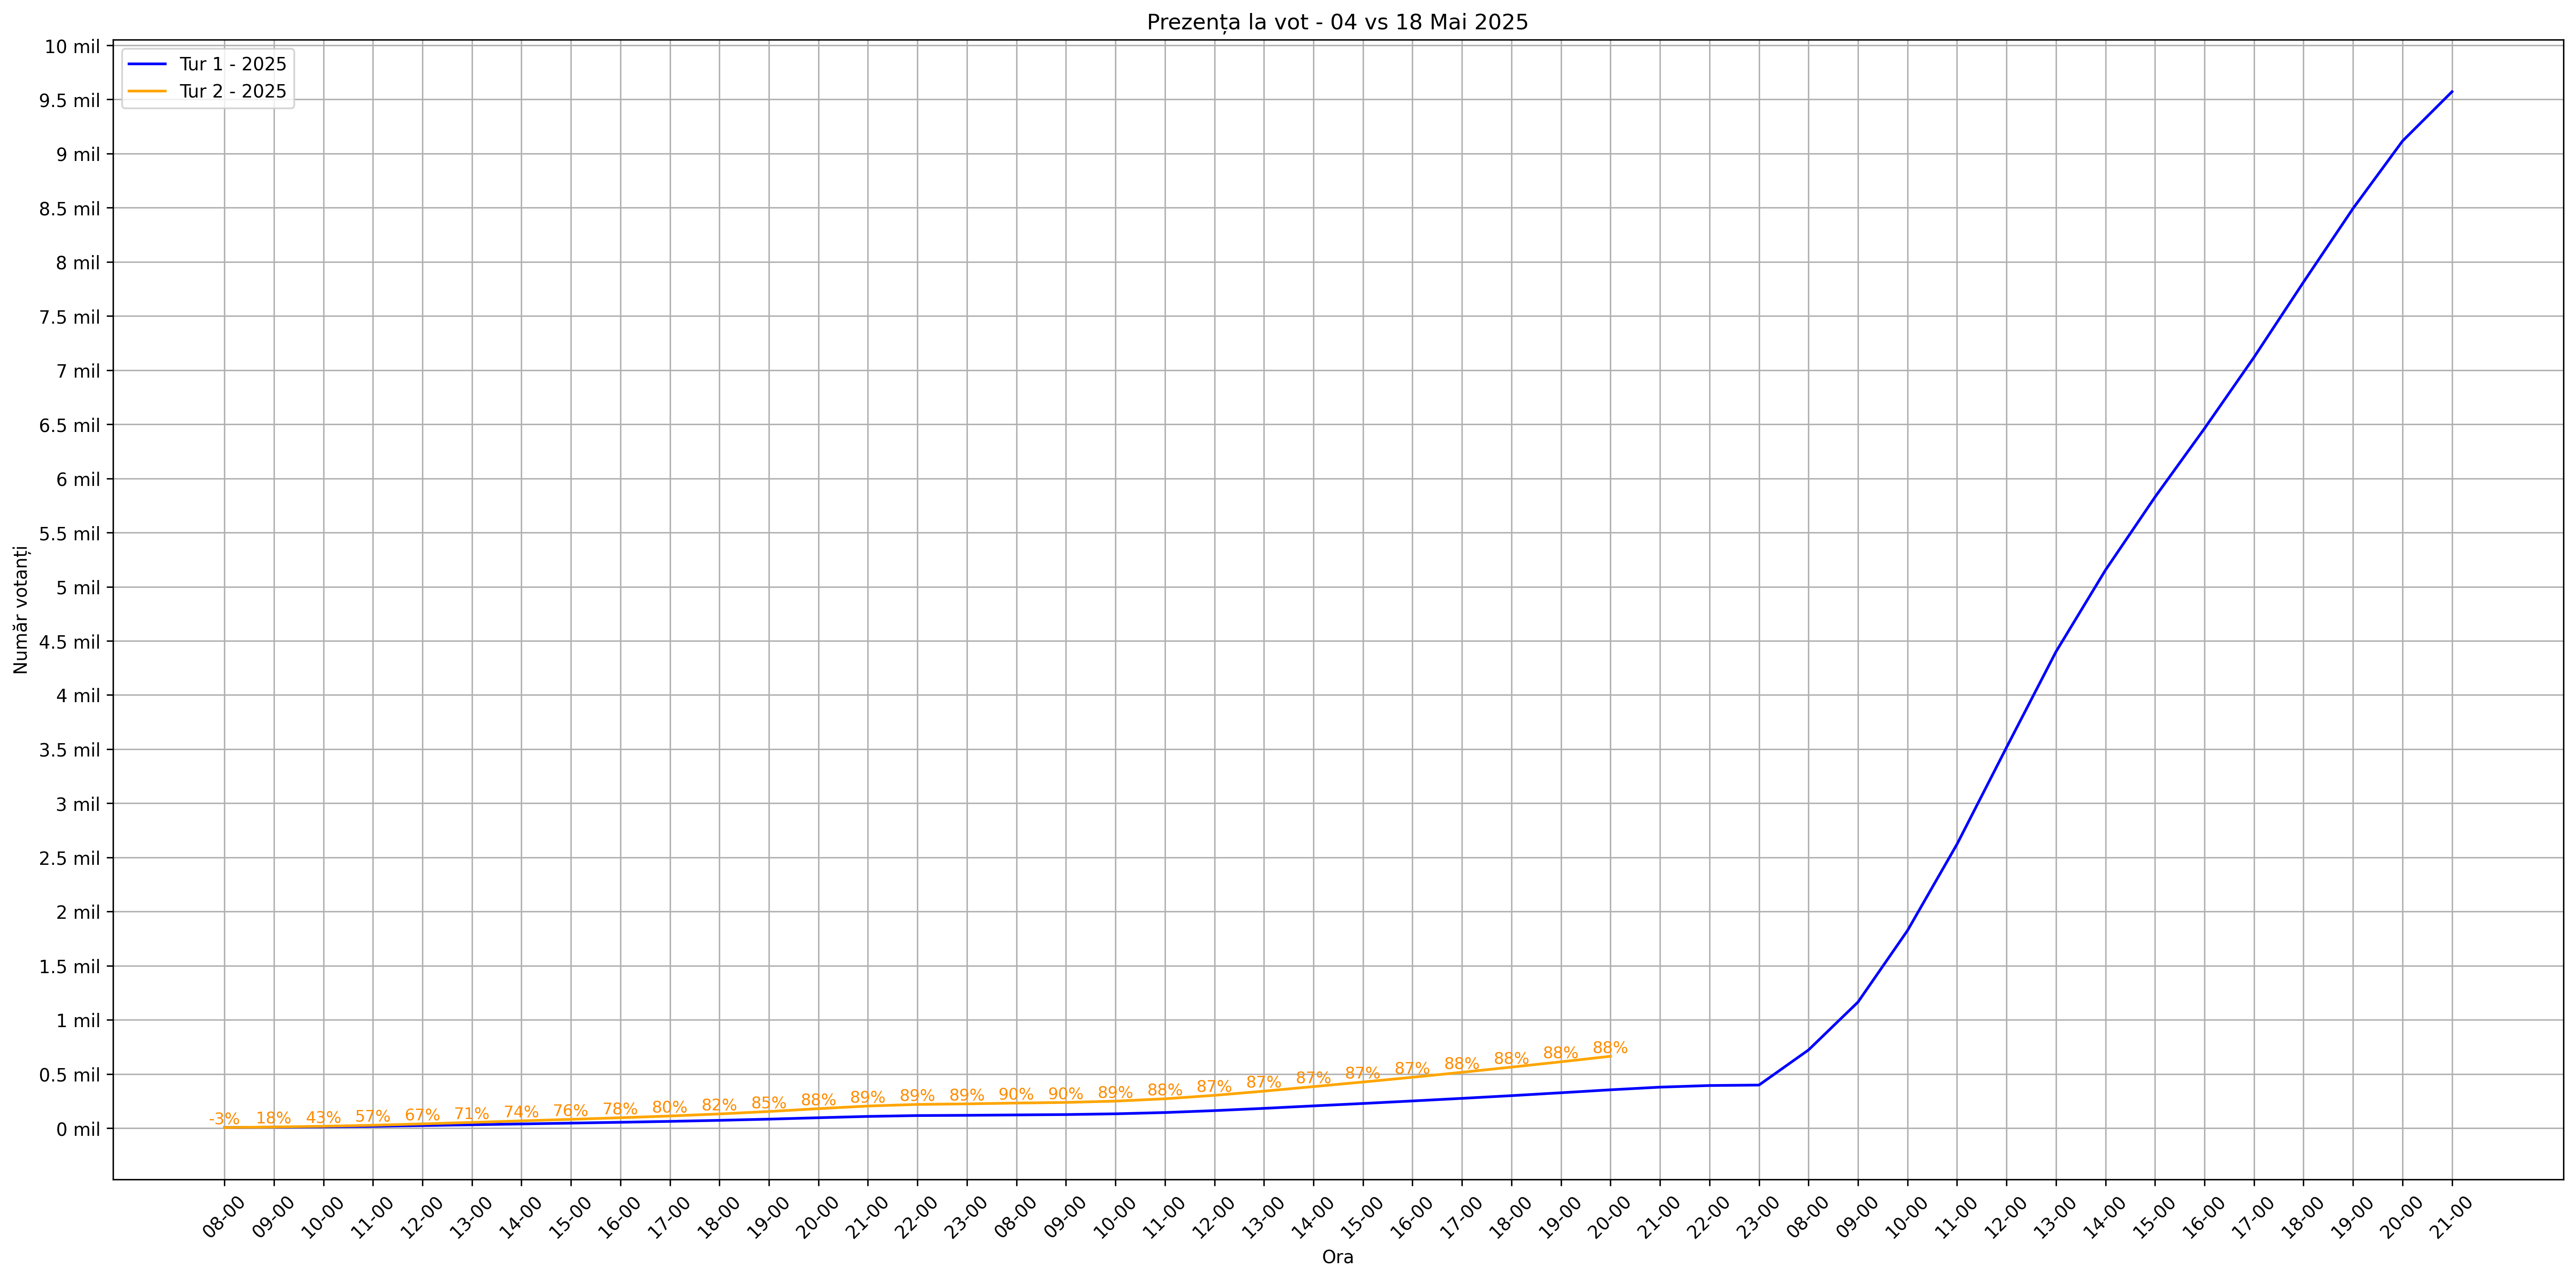 Prezența la vot - 04 vs 18 Mai 2025
Tur 1 - 2025
Tur 2 - 2025
10 mil
9.5 mil
9 mil
8.5 mil
8 mil
7.5 mil
7 mil
6.5 mil
6 mil
5.5 mil
5 mil
4.5 mil
4 mil
3.5 mil
3 mil
2.5 mil
2 mil
1.5 mil
1 mil
0.5 mil
0 mil
Număr votanți
-3% 18% 43% 57% 67% 71% 74% 76% 78% 80% 82% 85% 88% 89% 89% 89% 90% 90% 89% 88% 87% 87% 87% 87% 87% 88% 88% 88% 88%
08-00 09-00 10-00 11-00 12-00 13-00 14-00 15-00 16-00 17-00 18-00 19-00 20-00 21-00 22-00 23-00 08-00 09-00 10-00 11-00 12-00 13-00 14-00 15-00 16-00 17-00 18-00 19-00 20-00 21-00 22-00 23-00 08-00 09-00 10-00 11-00 12-00 13-00 14-00 15-00 16-00 17-00 18-00 19-00 20-00 21-00
Ora